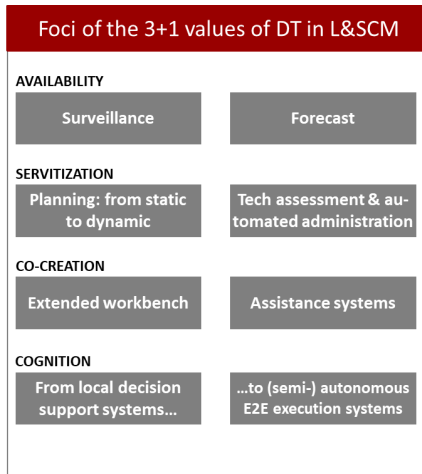 Foci of the 3+1 values of DT in L&SCM
AVAILABILITY
Surveillance
Forecast
SERVITIZATION
Planning: from static
to dynamic
Tech assessment & au-
tomated administration
CO-CREATION
Extended workbench
Assistance systems
COGNITION
From local decision
support systems…
…to (semi-) autonomous
E2E execution systems